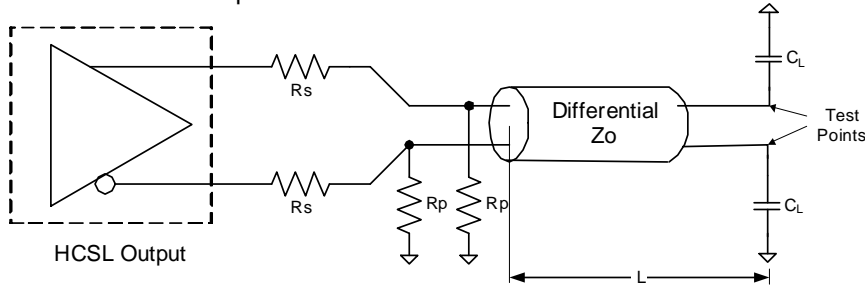 C_L
Rs
Differential
Zo
Test
Points
Rs
Rp
Rp
C_L
HCSL Output
L